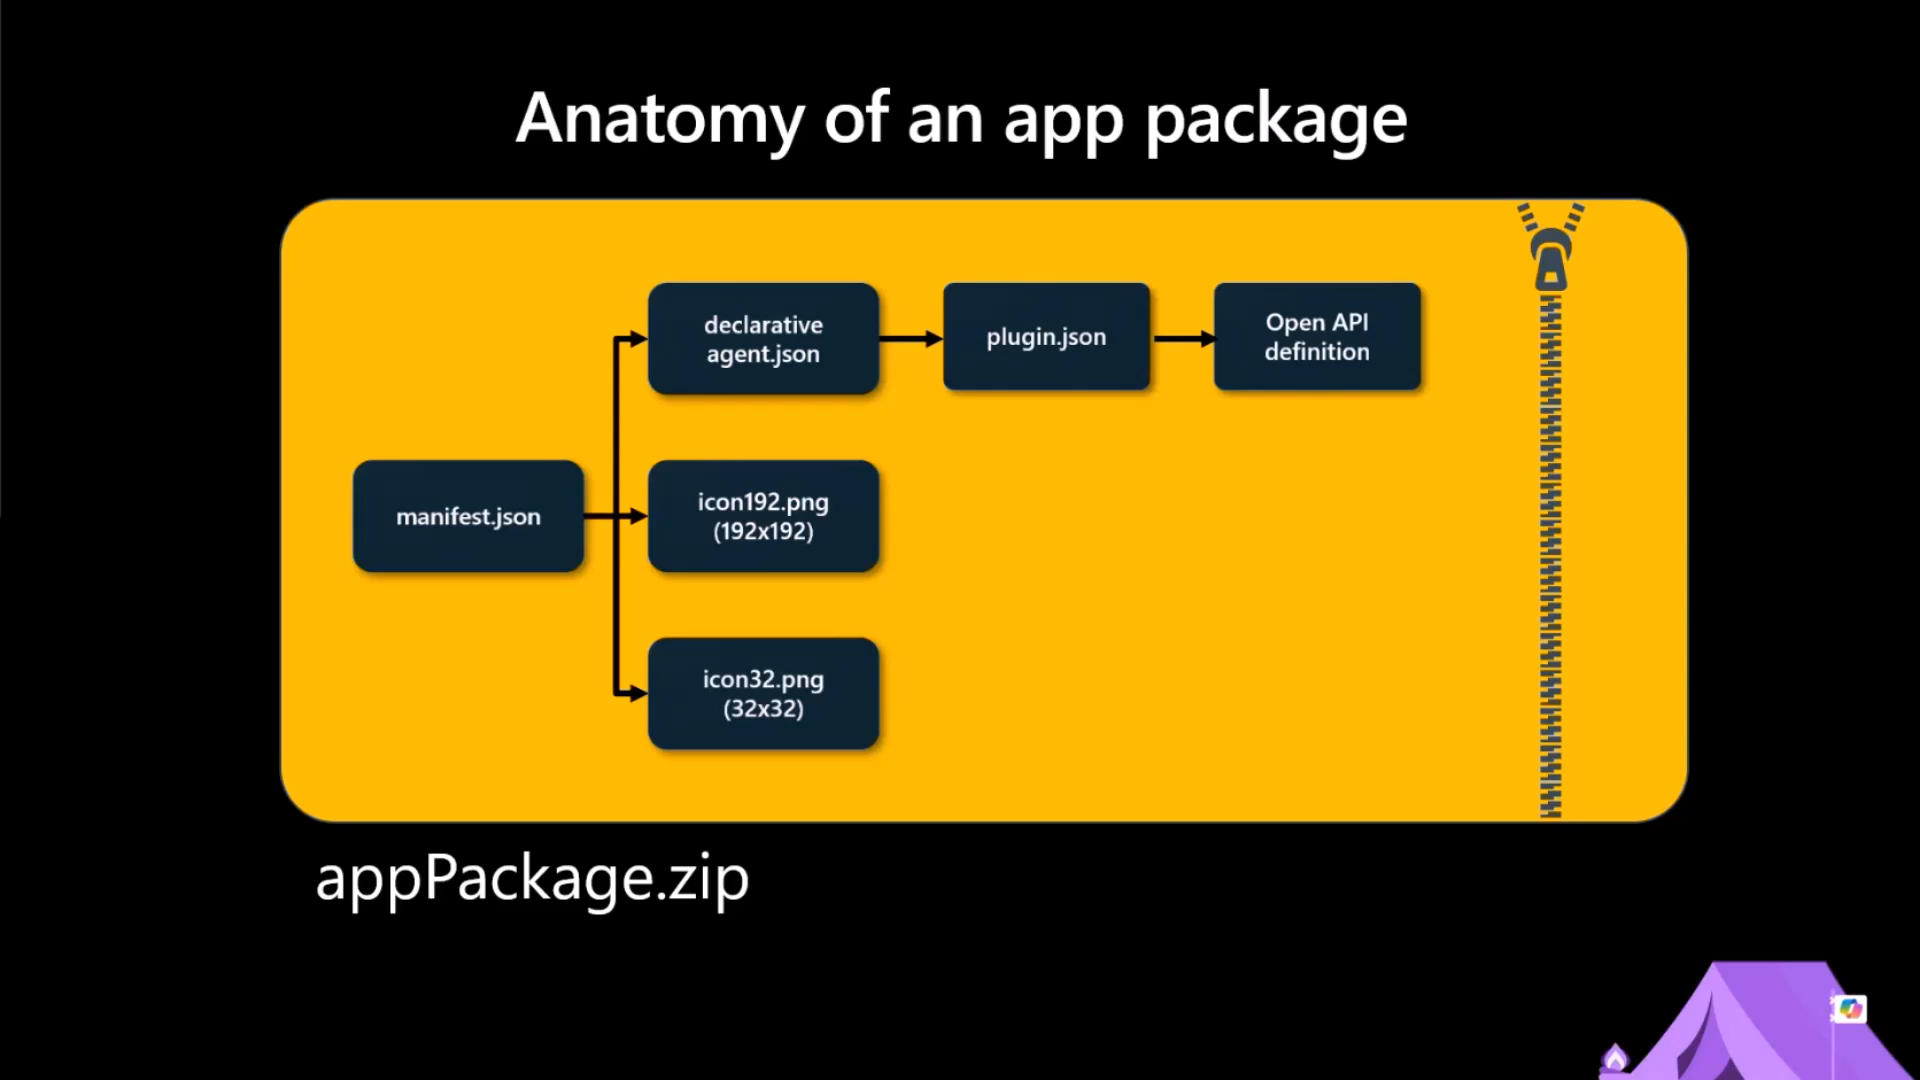 Anatomy of an app package
declarative
agent.json
plugin.json
Open API
definition
manifest.json
icon192.png
(192x192)
icon32.png
(32x32)
appPackage.zip